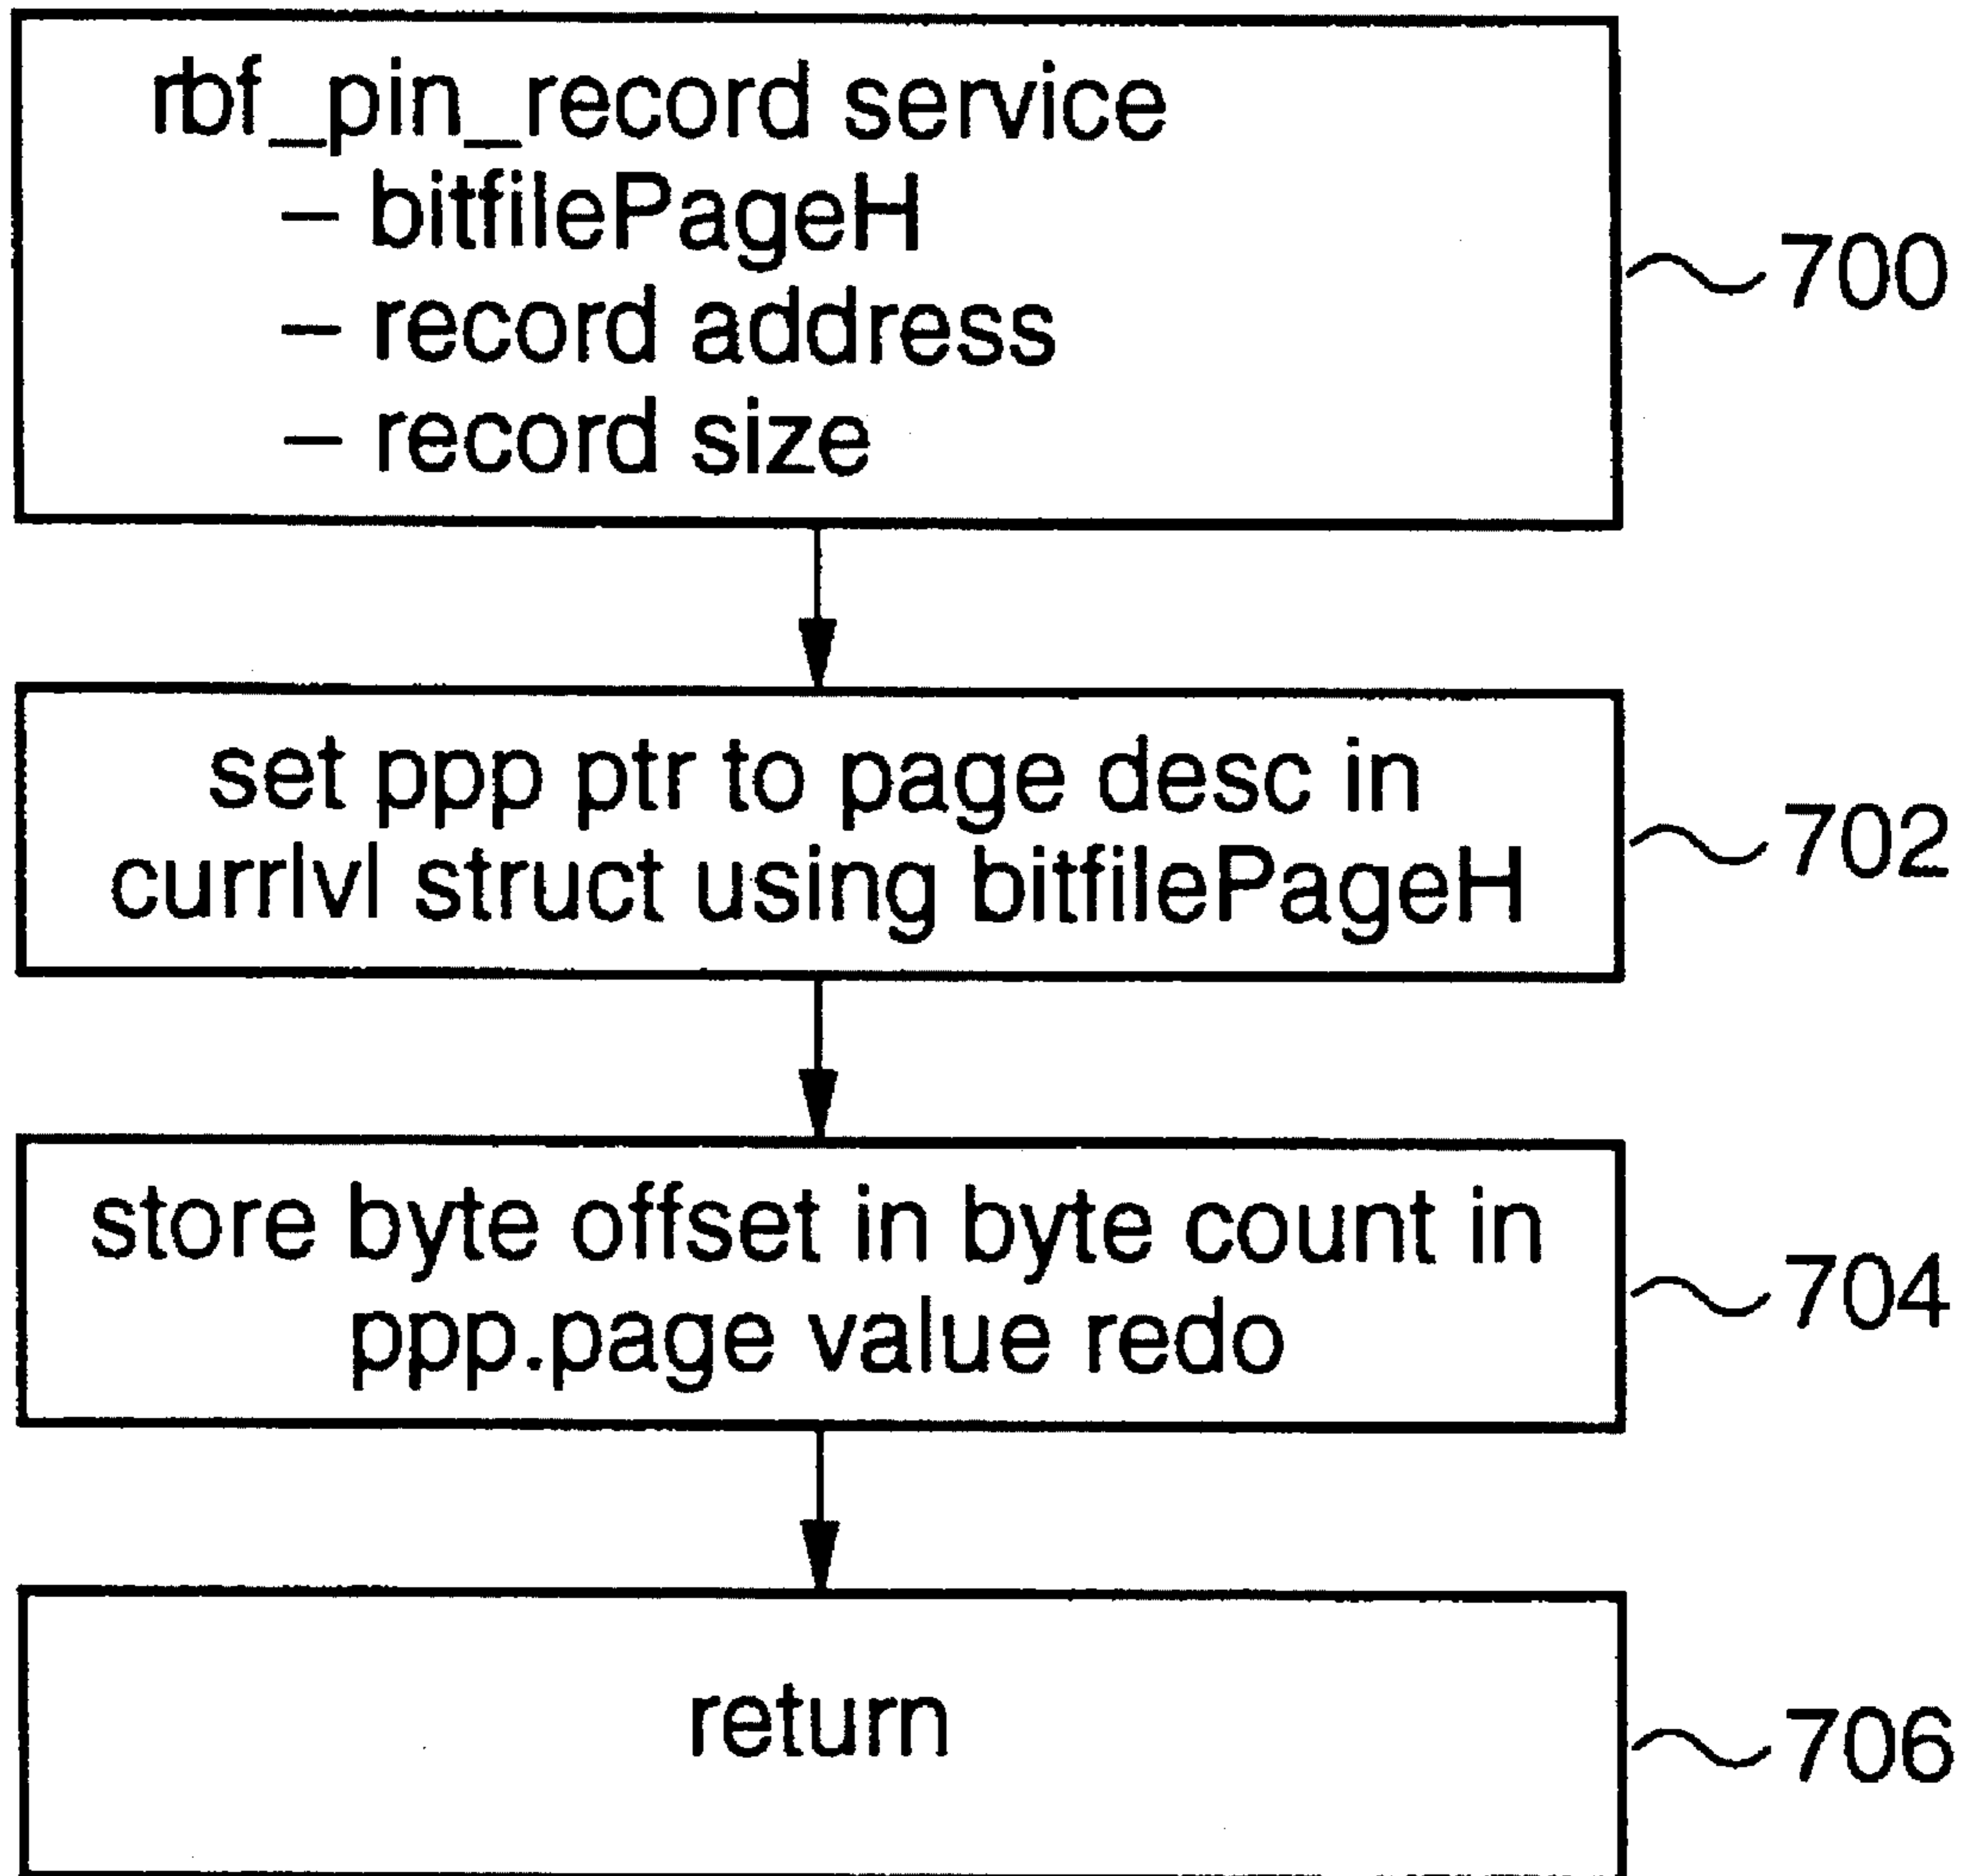 rbf_pin_record service
– bitfilePageH
– record address
– record size
700
set ppp ptr to page desc in
currlvl struct using bitfilePageH
702
store byte offset in byte count in
ppp.page value redo
704
return
706